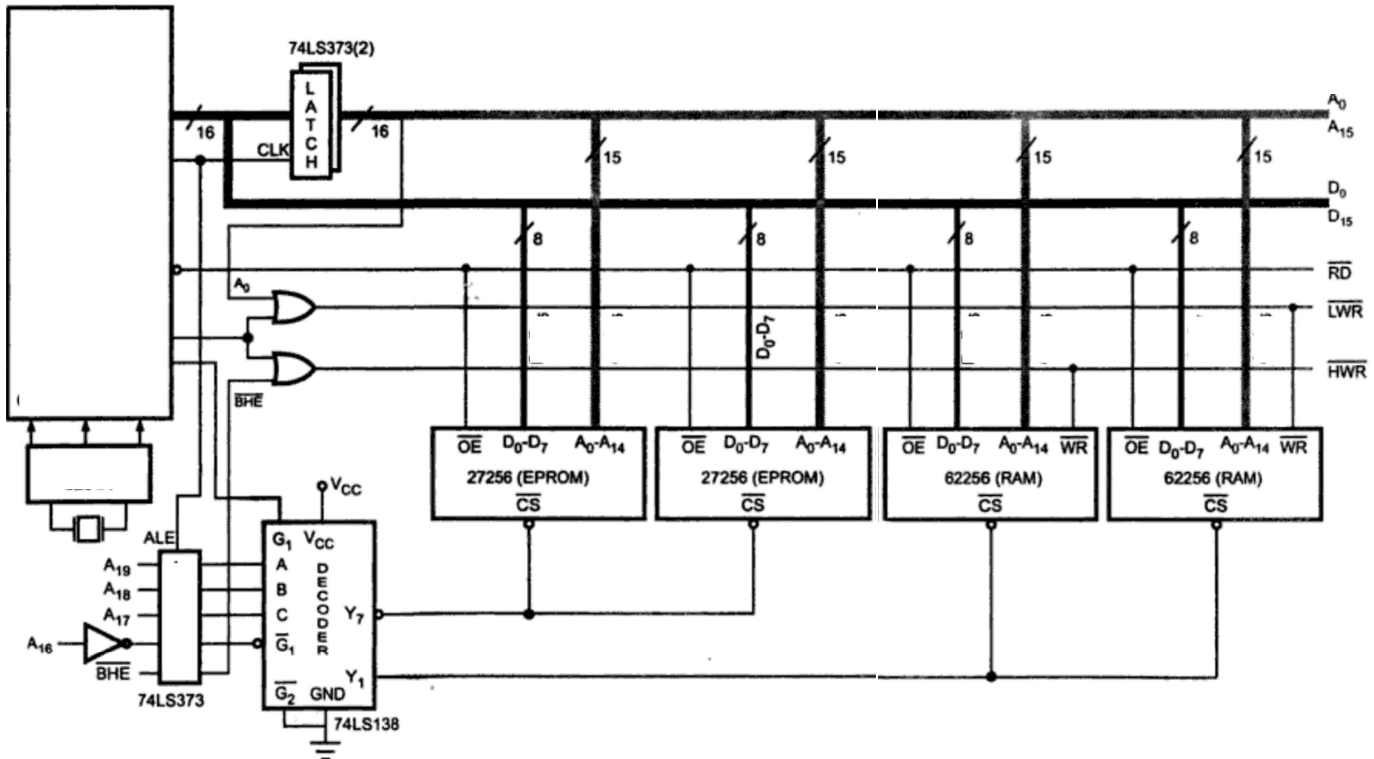 74LS373(2)
LATCH
CLK
16
16
15
15
15
15
A0
A15
D0
D15
8
8
8
8
A0
RD
LWR
HWR
BHE
D0-D7
OE D0-D7 A0-A14
27256 (EPROM)
CS
OE D0-D7 A0-A14
27256 (EPROM)
CS
OE D0-D7 A0-A14 WR
62256 (RAM)
CS
OE D0-D7 A0-A14 WR
62256 (RAM)
CS
VCC
ALE
G1 VCC
A19
A18
A17
A16
BHE
A
B
C
G1
G2 GND
DECODER
Y7
Y1
74LS373
74LS138